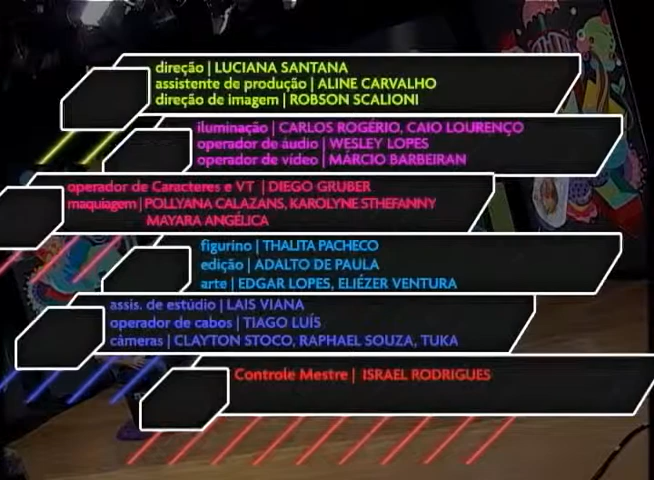 direção | LUCIANA SANTANA
assistente de produção | ALINE CARVALHO
direção de imagem | ROBSON SCALIONI
iluminação | CARLOS ROGÉRIO, CAIO LOURENÇO
operador de áudio | WESLEY LOPES
operador de vídeo | MÁRCIO BARBEIRAN
operador de Caracteres e VT | DIEGO GRUBER
maquiagem | POLLYANA CALAZANS, KAROLYNE STHEFANNY
MAYARA ANGÉLICA
figurino | THALITA PACHECO
edição | ADALTO DE PAULA
arte | EDGAR LOPES, ELIÉZER VENTURA
assis. de estúdio | LAIS VIANA
operador de cabos | TIAGO LUÍS
câmeras | CLAYTON STOCO, RAPHAEL SOUZA, TUKA
Controle Mestre | ISRAEL RODRIGUES